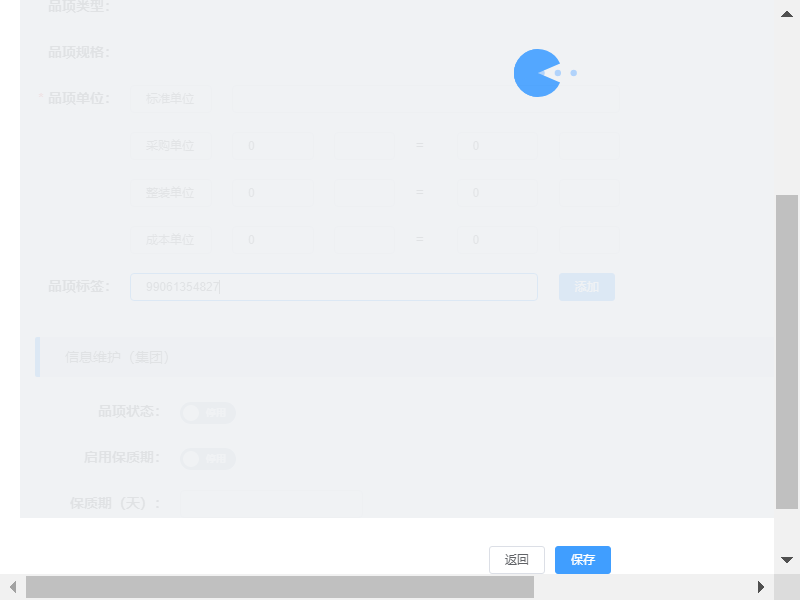 品项类型：
品项规格：
* 品项单位： 标准单位
采购单位 0 = 0
整装单位 0 = 0
成本单位 0 = 0
品项标签： 99061354827 添加
信息维护（集团）
品项状态：
启用保质期：
保质期（天）：
返回 保存